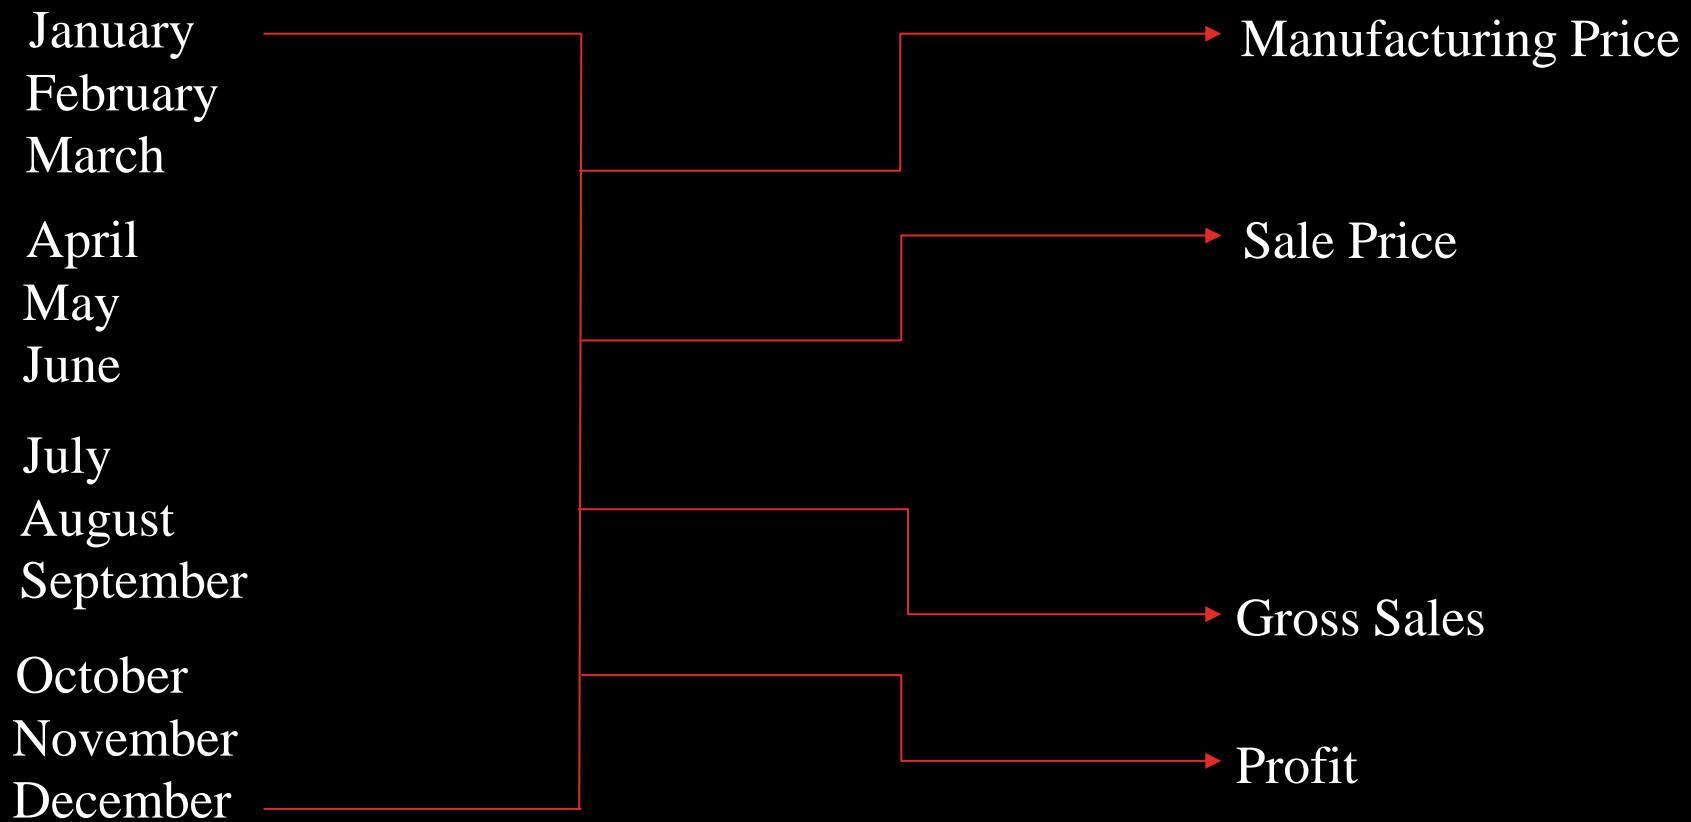 January
February
March
April
May
June
July
August
September
October
November
December
Manufacturing Price
Sale Price
Gross Sales
Profit